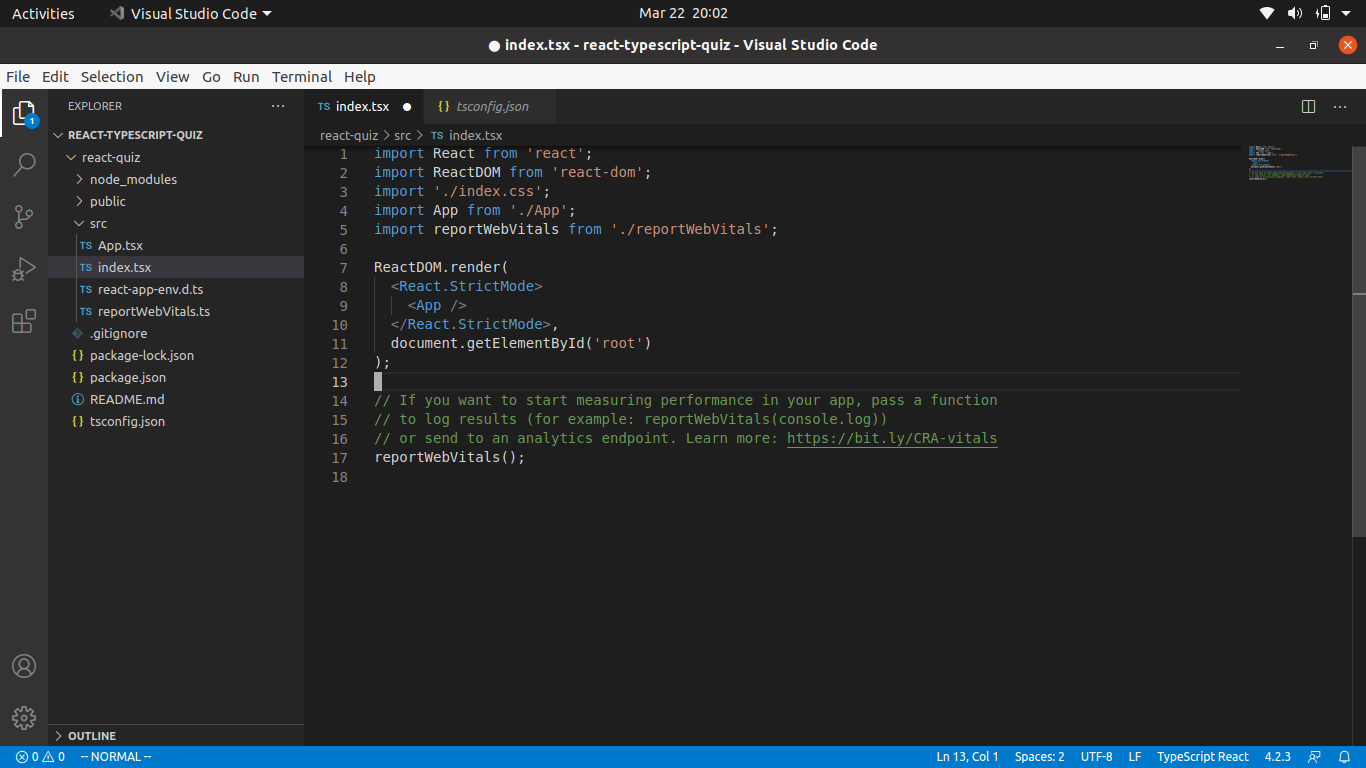 Activities Visual Studio Code Mar 22 20:02
● index.tsx - react-typescript-quiz - Visual Studio Code
File Edit Selection View Go Run Terminal Help
1
EXPLORER ···
REACT-TYPESCRIPT-QUIZ
react-quiz
node_modules
public
src
TS App.tsx
TS index.tsx
TS react-app-env.d.ts
TS reportWebVitals.ts
.gitignore
{} package-lock.json
{} package.json
README.md
{} tsconfig.json
OUTLINE
TS index.tsx ● {} tsconfig.json ···
react-quiz > src > TS index.tsx
1 import React from 'react';
2 import ReactDOM from 'react-dom';
3 import './index.css';
4 import App from './App';
5 import reportWebVitals from './reportWebVitals';
6
7 ReactDOM.render(
8 <React.StrictMode>
9 <App />
10 </React.StrictMode>,
11 document.getElementById('root')
12 );
13
14 // If you want to start measuring performance in your app, pass a function
15 // to log results (for example: reportWebVitals(console.log))
16 // or send to an analytics endpoint. Learn more: https://bit.ly/CRA-vitals
17 reportWebVitals();
18
0 0 -- NORMAL -- Ln 13, Col 1 Spaces: 2 UTF-8 LF TypeScript React 4.2.3